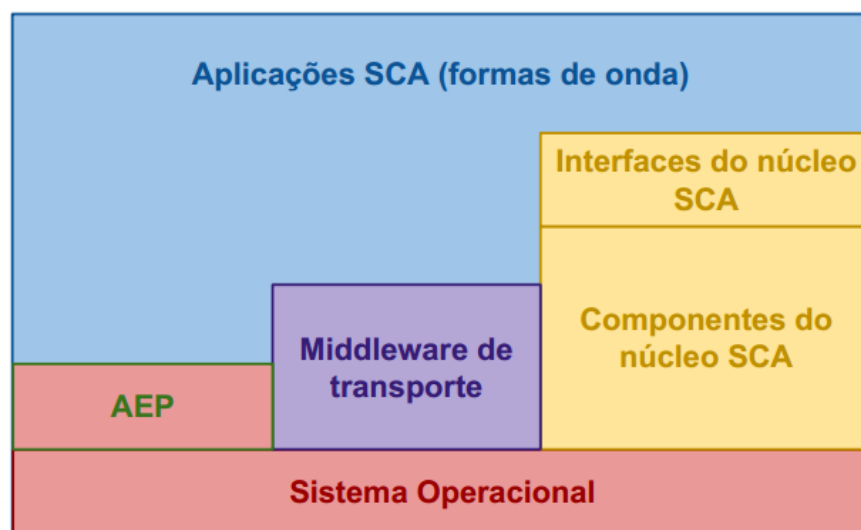 Aplicações SCA (formas de onda)
Interfaces do núcleo
SCA
Componentes do
núcleo SCA
Middleware de
transporte
AEP
Sistema Operacional